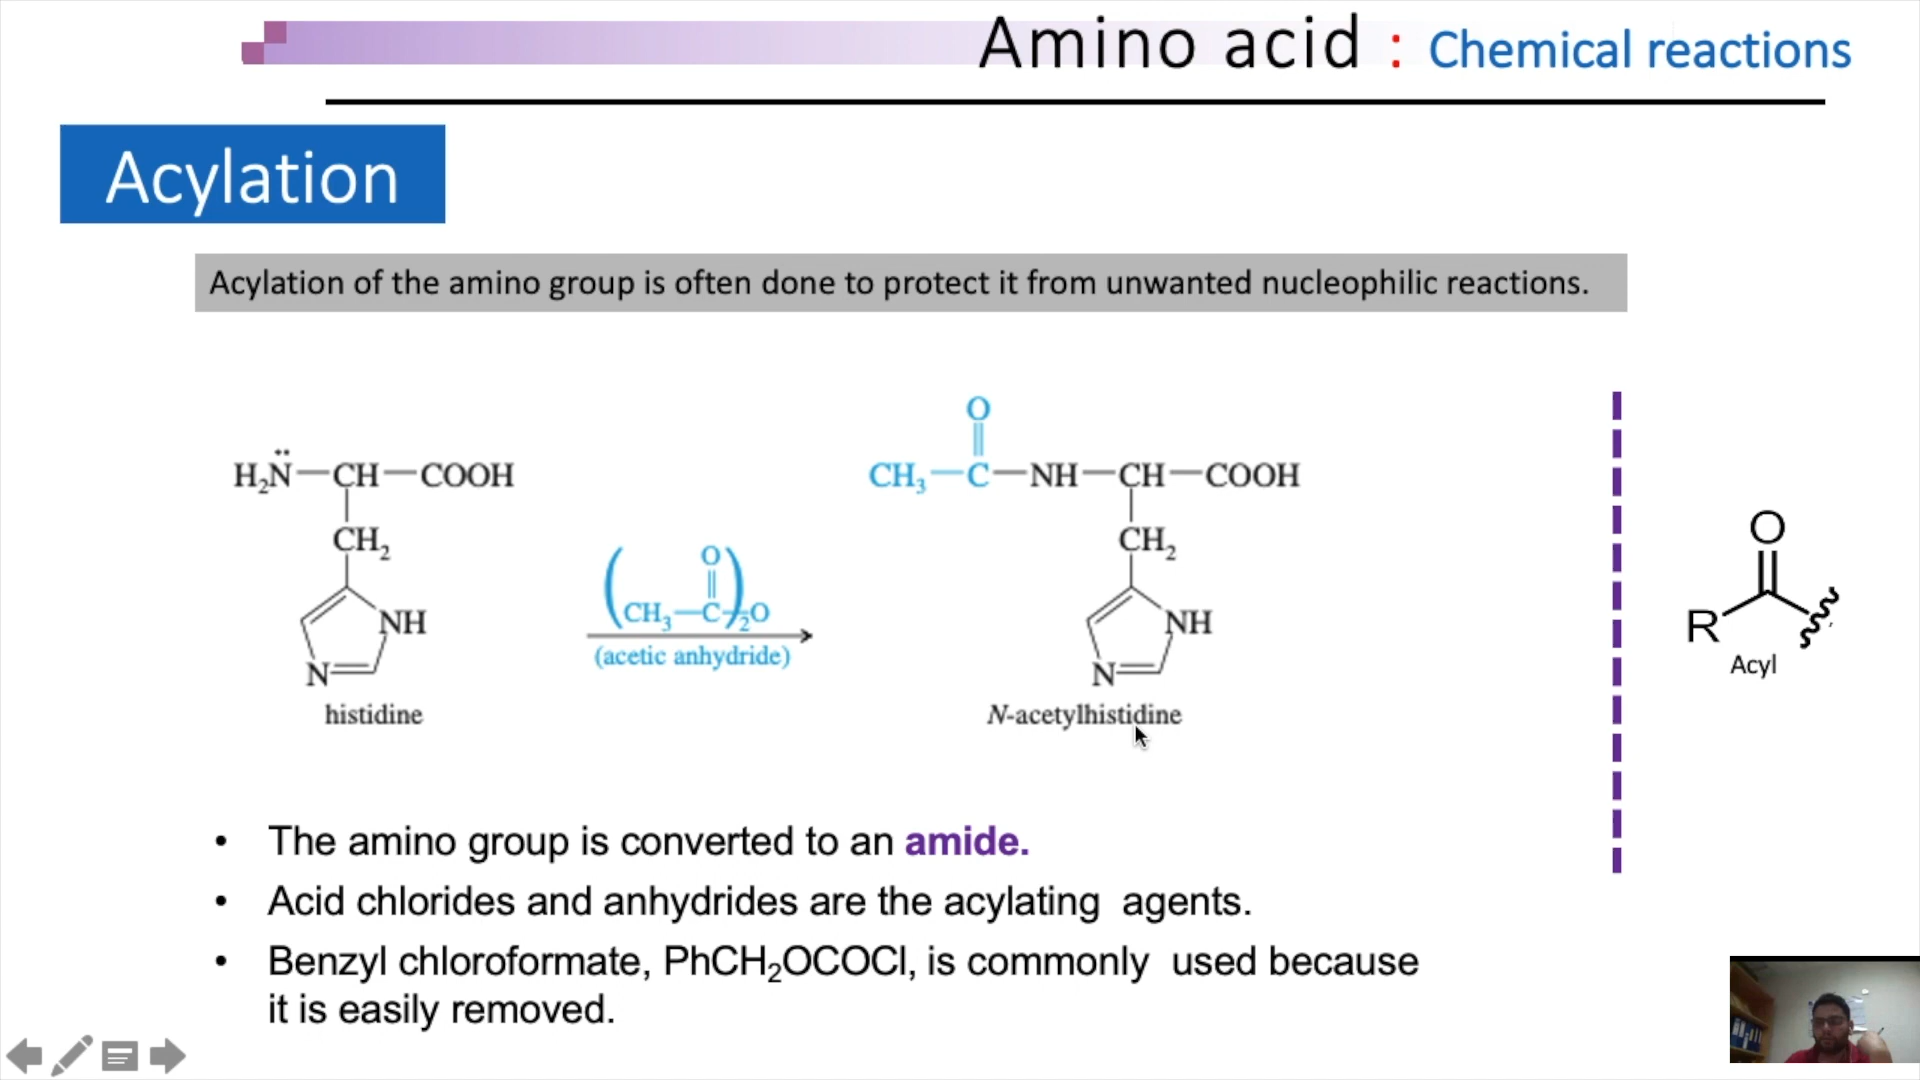 Amino acid : Chemical reactions
Acylation
Acylation of the amino group is often done to protect it from unwanted nucleophilic reactions.
H₂N̈—CH—COOH
CH₂
NH
N
histidine
(CH₃—C(=O))₂O
(acetic anhydride)
O
CH₃—C—NH—CH—COOH
CH₂
NH
N
N-acetylhistidine
O
R
Acyl
• The amino group is converted to an amide.
• Acid chlorides and anhydrides are the acylating agents.
• Benzyl chloroformate, PhCH₂OCOCl, is commonly used because
it is easily removed.